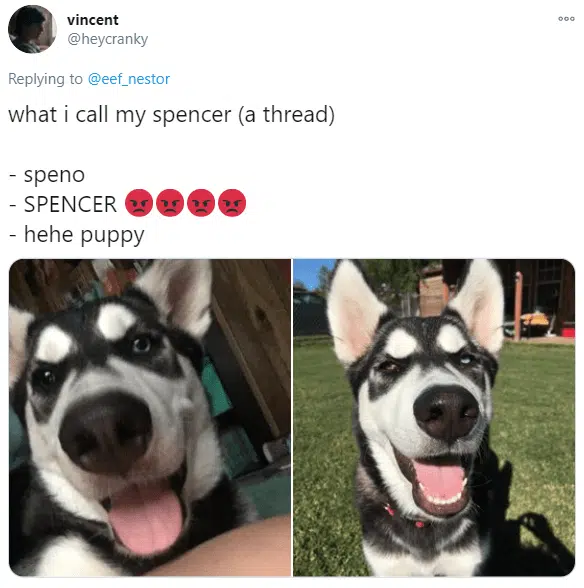 vincent
@heycranky
Replying to @eef_nestor
what i call my spencer (a thread)
- speno
- SPENCER 😡😡😡😡
- hehe puppy